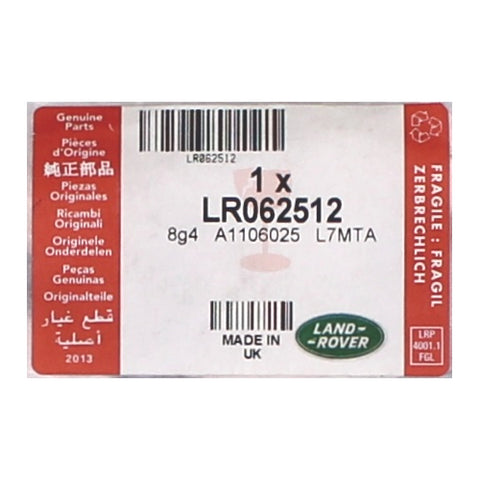 Genuine
Parts
Pièces
d'Origine
純正部品
Piezas
Originales
Ricambi
Originali
Originele
Onderdelen
Peças
Genuinas
Originalteile
قطع غيار
أصلية
2013
LR062512
1 x
LR062512
8g4 A1106025 L7MTA
MADE IN
UK
LAND-
-ROVER
FRAGILE : FRAGIL
ZERBRECHLICH
LRP
4001.1
FGL